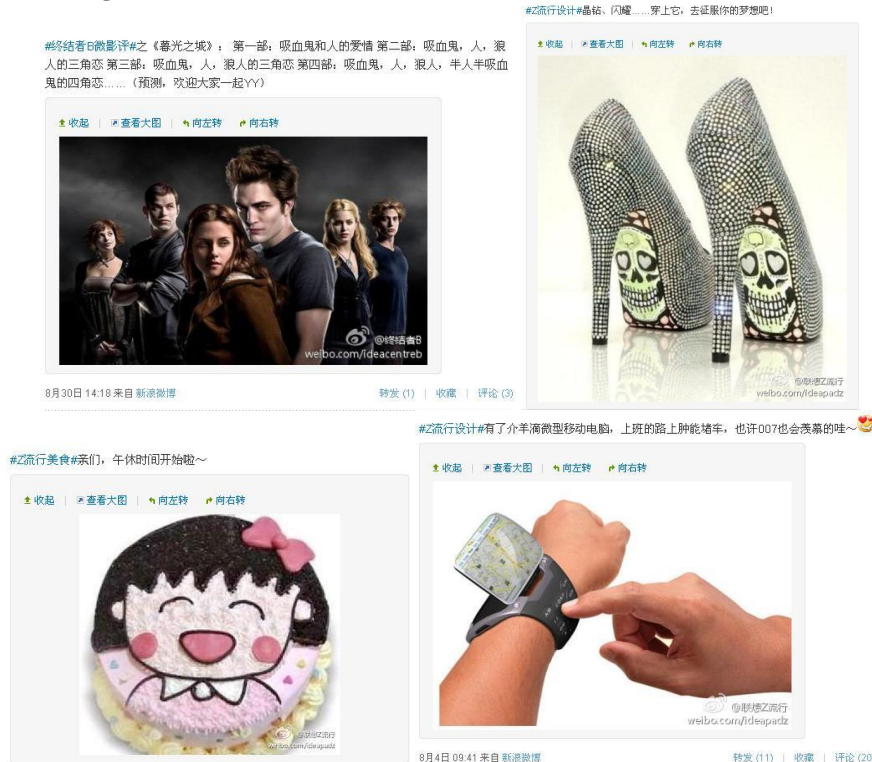 #终结者B微影评#之《暮光之城》： 第一部：吸血鬼和人的爱情 第二部：吸血鬼，人，狼
人的三角恋 第三部：吸血鬼，人，狼人的三角恋 第四部：吸血鬼，人，狼人，半人半吸血
鬼的四角恋……（预测，欢迎大家一起YY）
收起 | 查看大图 | 向左转 向右转
@终结者B
weibo.com/ideacentreb
8月30日 14:18 来自 新浪微博
转发 (1) | 收藏 | 评论 (3)
#Z流行设计#晶钻、闪耀……穿上它，去征服你的梦想吧！
收起 | 查看大图 向左转 向右转
@联想Z流行
weibo.com/ideapadz
#Z流行美食#亲们，午休时间开始啦～
收起 | 查看大图 | 向左转 向右转
@联想Z流行
weibo.com/ideapadz
#Z流行设计#有了介羊滴微型移动电脑，上班的路上肿能堵车，也许007也会羡慕的哇～
收起 | 查看大图 | 向左转 向右转
@联想Z流行
weibo.com/ideapadz
8月4日 09:41 来自 新浪微博
转发 (11) | 收藏 | 评论 (20